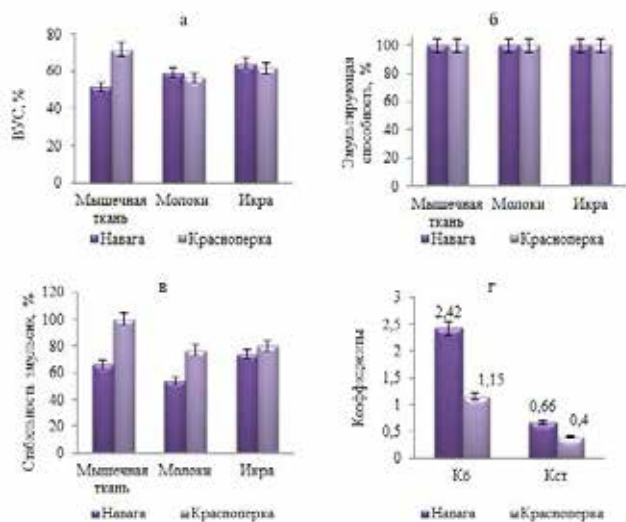 а
ВУС, %
80
60
40
20
0
Мышечная
ткань
Молоки
Икра
Навага
Красноперка
б
Эмультирующая
способность, %
100
80
60
40
20
0
Мышечная
ткань
Молоки
Икра
Навага
Красноперка
в
Стабильность эмульсии, %
120
100
80
60
40
20
0
Мышечная
ткань
Молоки
Икра
Навага
Красноперка
г
Коэффициенты
3
2,5
2
1,5
1
0,5
0
2,42
1,15
0,66
0,4
Кб
Кст
Навага
Красноперка